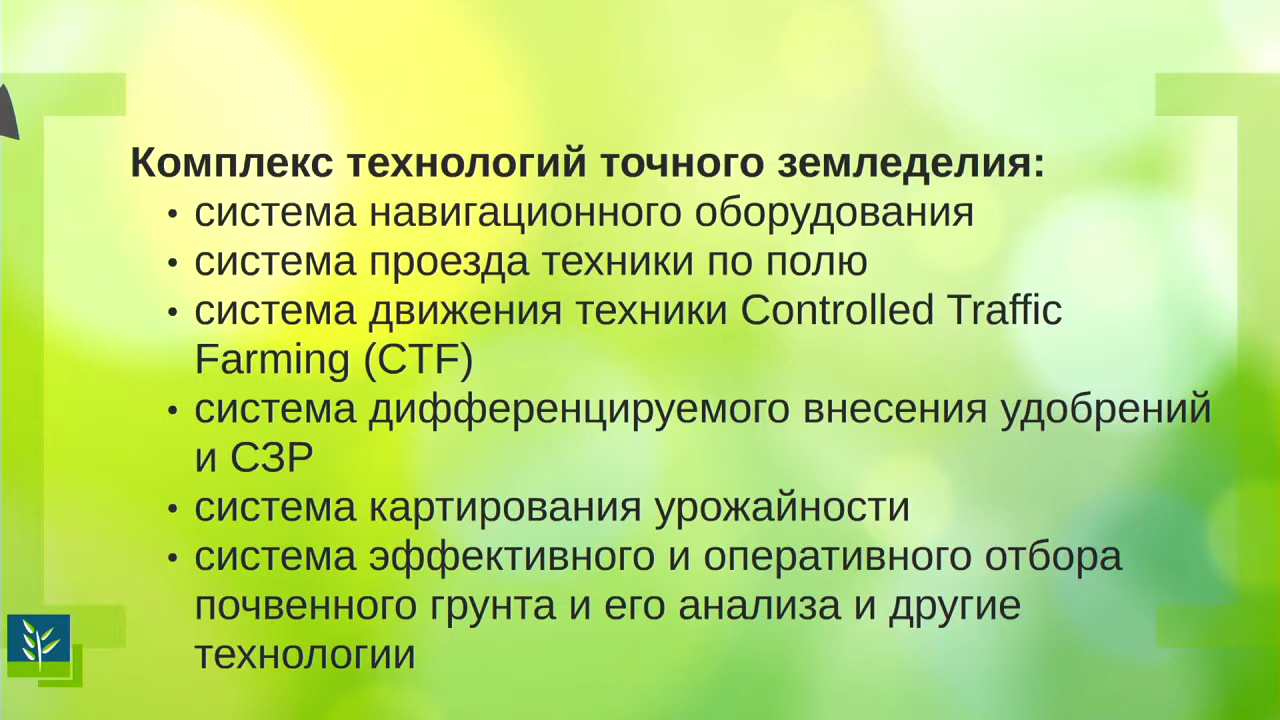 Комплекс технологий точного земледелия:
• система навигационного оборудования
• система проезда техники по полю
• система движения техники Controlled Traffic
Farming (CTF)
• система дифференцируемого внесения удобрений
и СЗР
• система картирования урожайности
• система эффективного и оперативного отбора
почвенного грунта и его анализа и другие
технологии